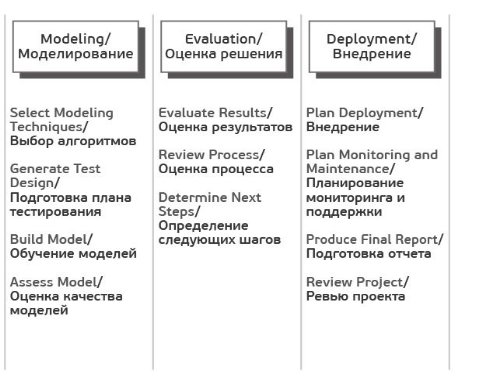 Modeling/
Моделирование
Select Modeling
Techniques/
Выбор алгоритмов
Generate Test
Design/
Подготовка плана
тестирования
Build Model/
Обучение моделей
Assess Model/
Оценка качества
моделей
Evaluation/
Оценка решения
Evaluate Results/
Оценка результатов
Review Process/
Оценка процесса
Determine Next
Steps/
Определение
следующих шагов
Deployment/
Внедрение
Plan Deployment/
Внедрение
Plan Monitoring and
Maintenance/
Планирование
мониторинга и
поддержки
Produce Final Report/
Подготовка отчета
Review Project/
Ревью проекта